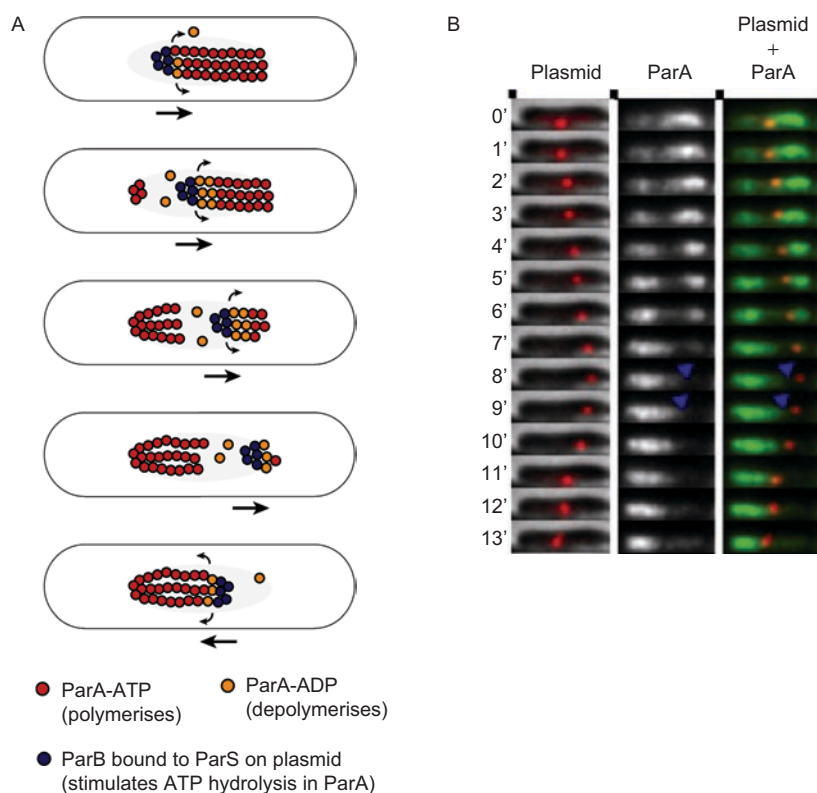 A
B
Plasmid
ParA
Plasmid
+
ParA
0’
1’
2’
3’
4’
5’
6’
7’
8’
9’
10’
11’
12’
13’
ParA-ATP
(polymerises)
ParA-ADP
(depolymerises)
ParB bound to ParS on plasmid
(stimulates ATP hydrolysis in ParA)